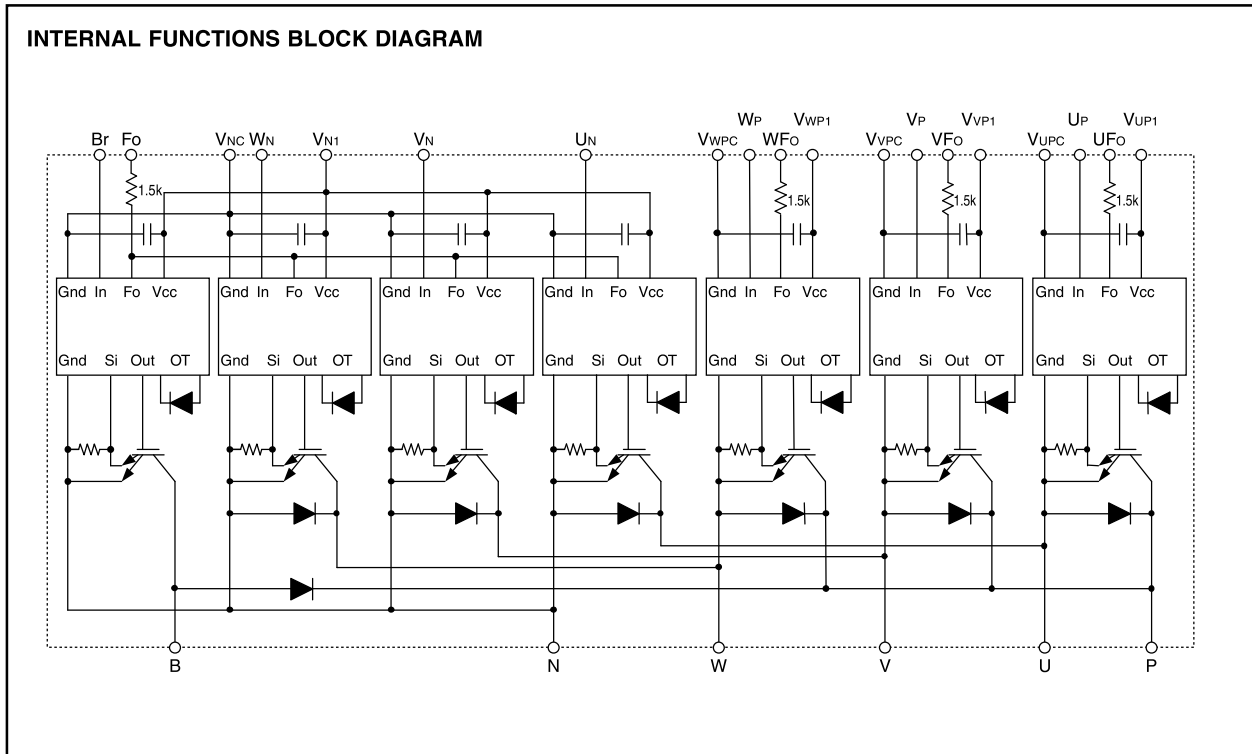 INTERNAL FUNCTIONS BLOCK DIAGRAM
WP VWP1 VP VVP1 UP VUP1
Br FO VNC WN VN1 VN UN VWPC WFO VVPC VFO VUPC UFO
1.5k 1.5k 1.5k 1.5k
Gnd In Fo Vcc Gnd In Fo Vcc Gnd In Fo Vcc Gnd In Fo Vcc Gnd In Fo Vcc Gnd In Fo Vcc Gnd In Fo Vcc
Gnd Si Out OT Gnd Si Out OT Gnd Si Out OT Gnd Si Out OT Gnd Si Out OT Gnd Si Out OT Gnd Si Out OT
B N W V U P